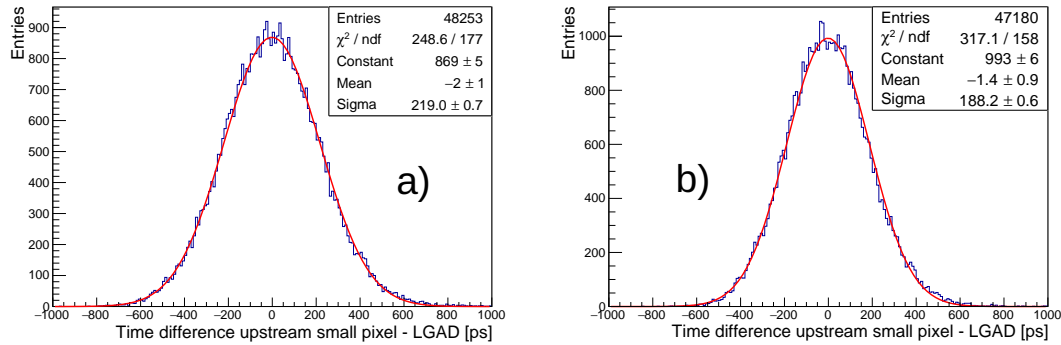 Entries 48253
χ² / ndf 248.6 / 177
Constant 869 ± 5
Mean −2 ± 1
Sigma 219.0 ± 0.7
Entries
900
800
700
600
500
400
300
200
100
0
a)
−1000 −800 −600 −400 −200 0 200 400 600 800 1000
Time difference upstream small pixel - LGAD [ps]
Entries 47180
χ² / ndf 317.1 / 158
Constant 993 ± 6
Mean −1.4 ± 0.9
Sigma 188.2 ± 0.6
Entries
1000
800
600
400
200
0
b)
−1000 −800 −600 −400 −200 0 200 400 600 800 1000
Time difference upstream small pixel - LGAD [ps]